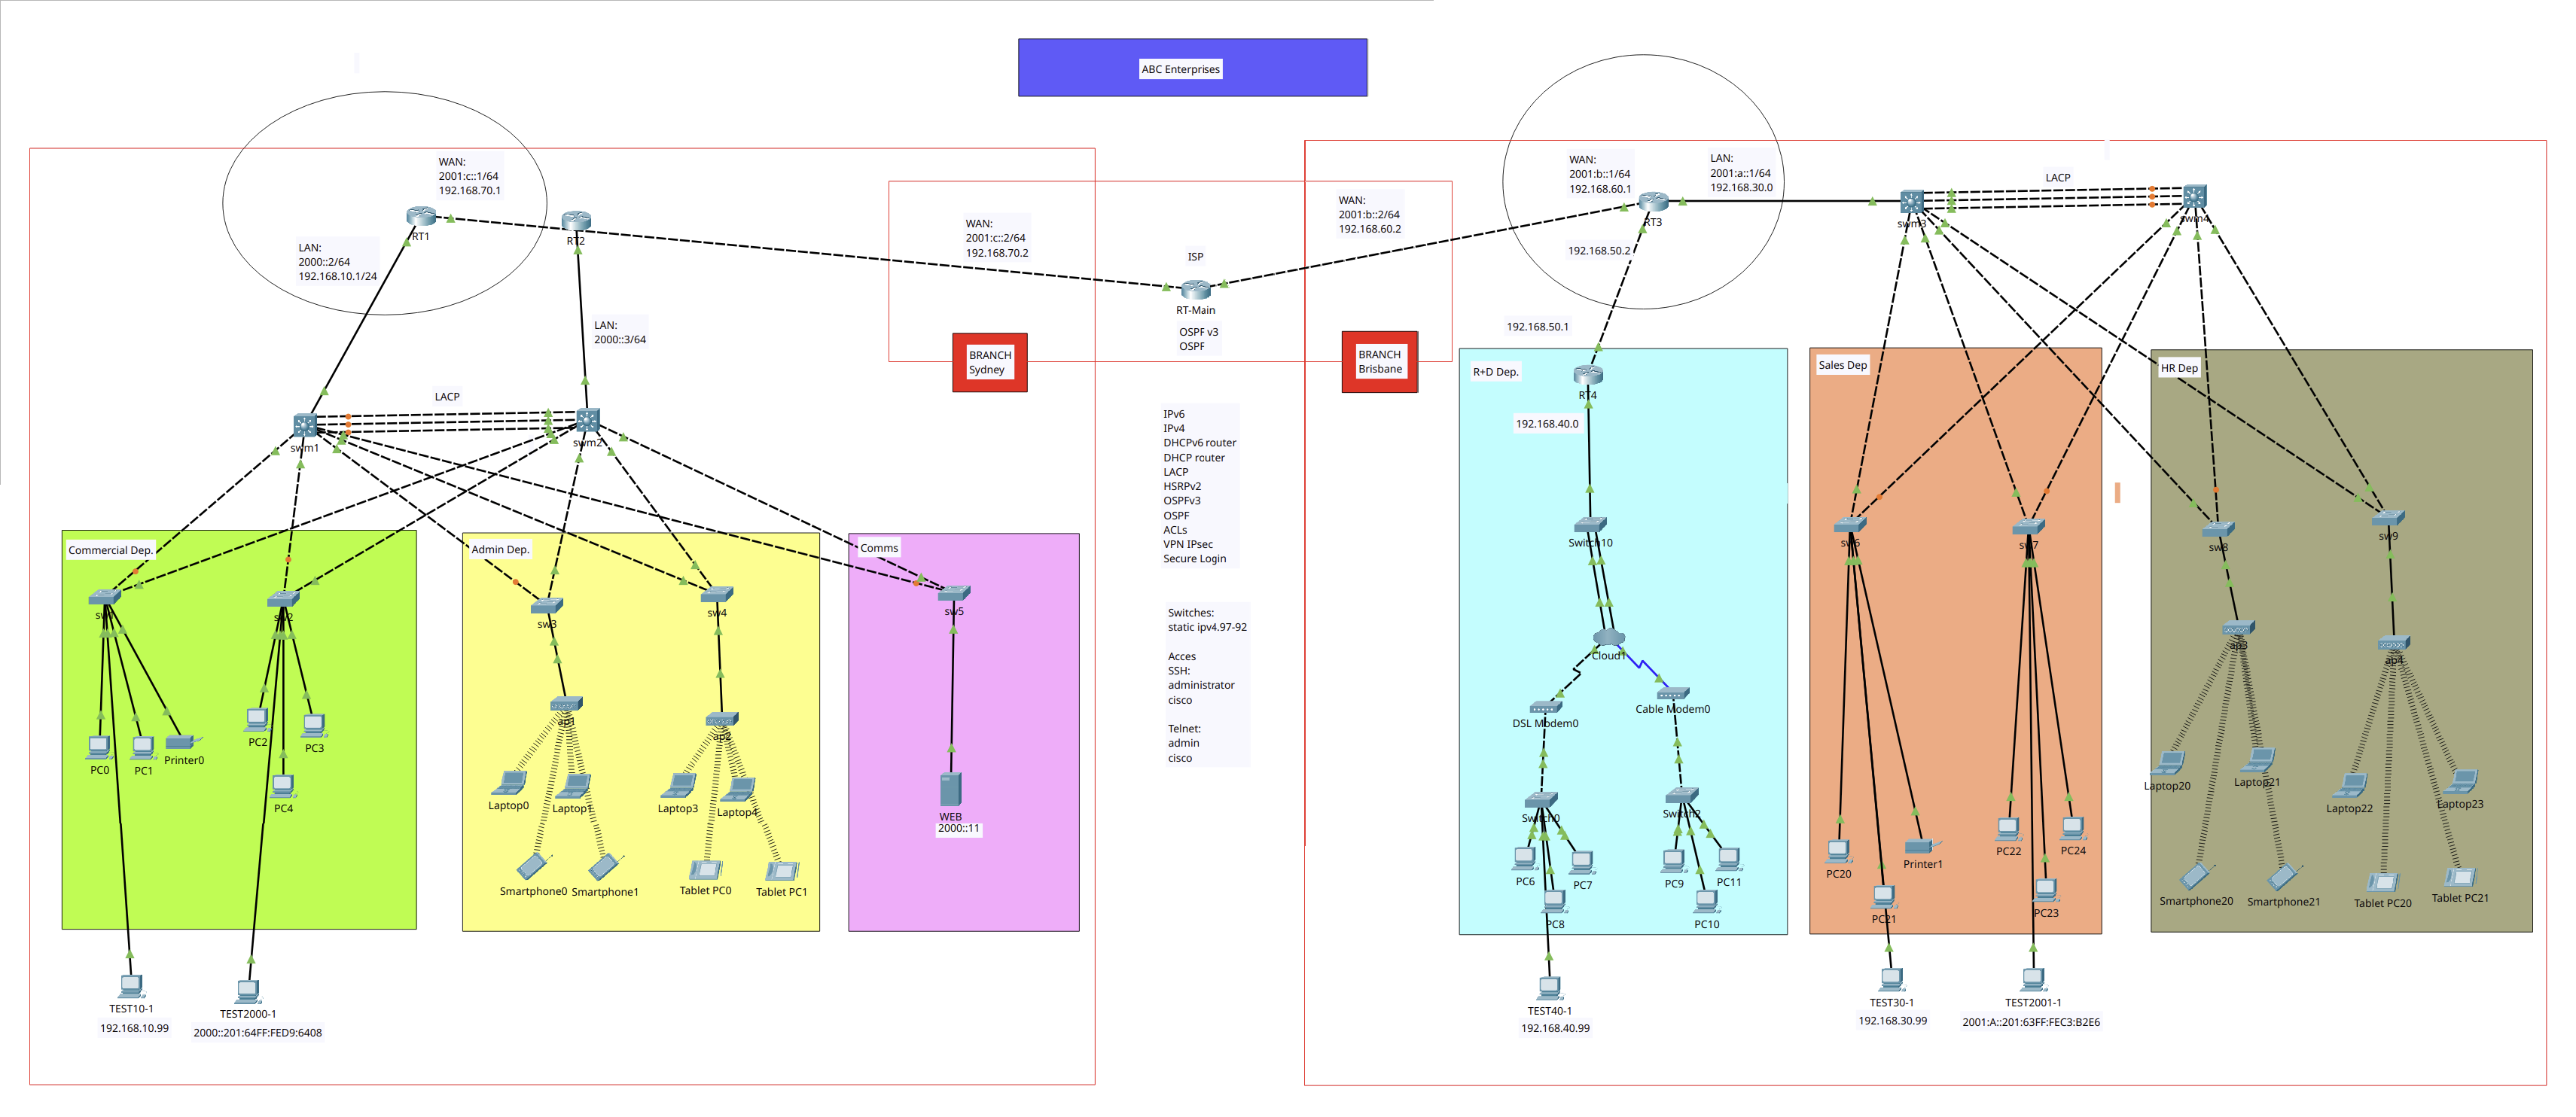 ABC Enterprises
WAN:
2001:c::1/64
192.168.70.1
RT1
LAN:
2000::2/64
192.168.10.1/24
RT2
LAN:
2000::3/64
WAN:
2001:c::2/64
192.168.70.2
ISP
RT-Main
OSPF v3
OSPF
WAN:
2001:b::2/64
192.168.60.2
WAN:
2001:b::1/64
192.168.60.1
LAN:
2001:a::1/64
192.168.30.0
RT3
192.168.50.2
192.168.50.1
LACP
swm3
swm4
BRANCH
Sydney
BRANCH
Brisbane
LACP
swm1
swm2
IPv6
IPv4
DHCPv6 router
DHCP rcuter
LACP
HSRPv2
OSPFv3
OSPF
ACLs
VPN IPsec
Secure Login
Switches:
static ipv4.97-92
Acces
SSH:
administrator
cisco
Telnet:
admin
cisco
Commercial Dep.
sw2
PC0
PC1
Printer0
PC2
PC3
PC4
TEST10-1
192.168.10.99
TEST2000-1
2000::201:64FF:FED9:6408
Admin Dep.
sw3
sw4
ap1
ap2
Laptop0
Laptop1
Laptop3
Laptop4
Smartphone0
Smartphone1
Tablet PC0
Tablet PC1
Comms
sw5
WEB
2000::11
R+D Dep.
RT4
192.168.40.0
Switch10
Cloud1
DSL Modem0
Cable Modem0
Switch0
Switch2
PC6
PC7
PC8
PC9
PC11
PC10
TEST40-1
192.168.40.99
Sales Dep
sw6
sw7
PC20
Printer1
PC21
PC22
PC24
PC23
TEST30-1
192.168.30.99
TEST2001-1
2001:A::201:63FF:FEC3:B2E6
HR Dep
sw8
sw9
ap3
ap4
Laptop20
Laptop21
Laptop22
Laptop23
Smartphone20
Smartphone21
Tablet PC20
Tablet PC21